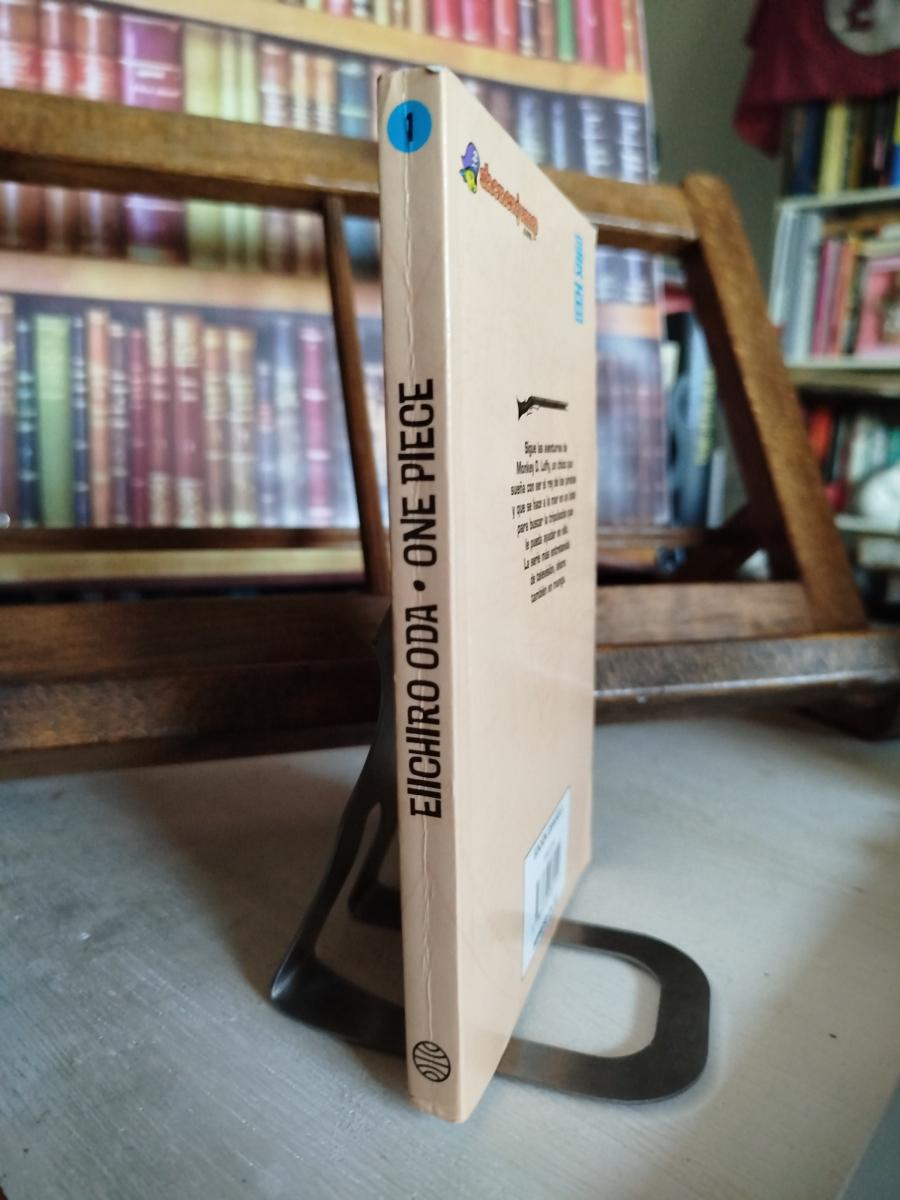 1
EIICHIRO ODA • ONE PIECE
Sigue las aventuras de
Monkey D. Luffy, un chico que
sueña con ser el rey de los piratas
y que se hace a la mar en un bote
para buscar la tripulación que
le pueda ayudar en ello.
La serie más entretenida
de televisión, ahora
también en manga.